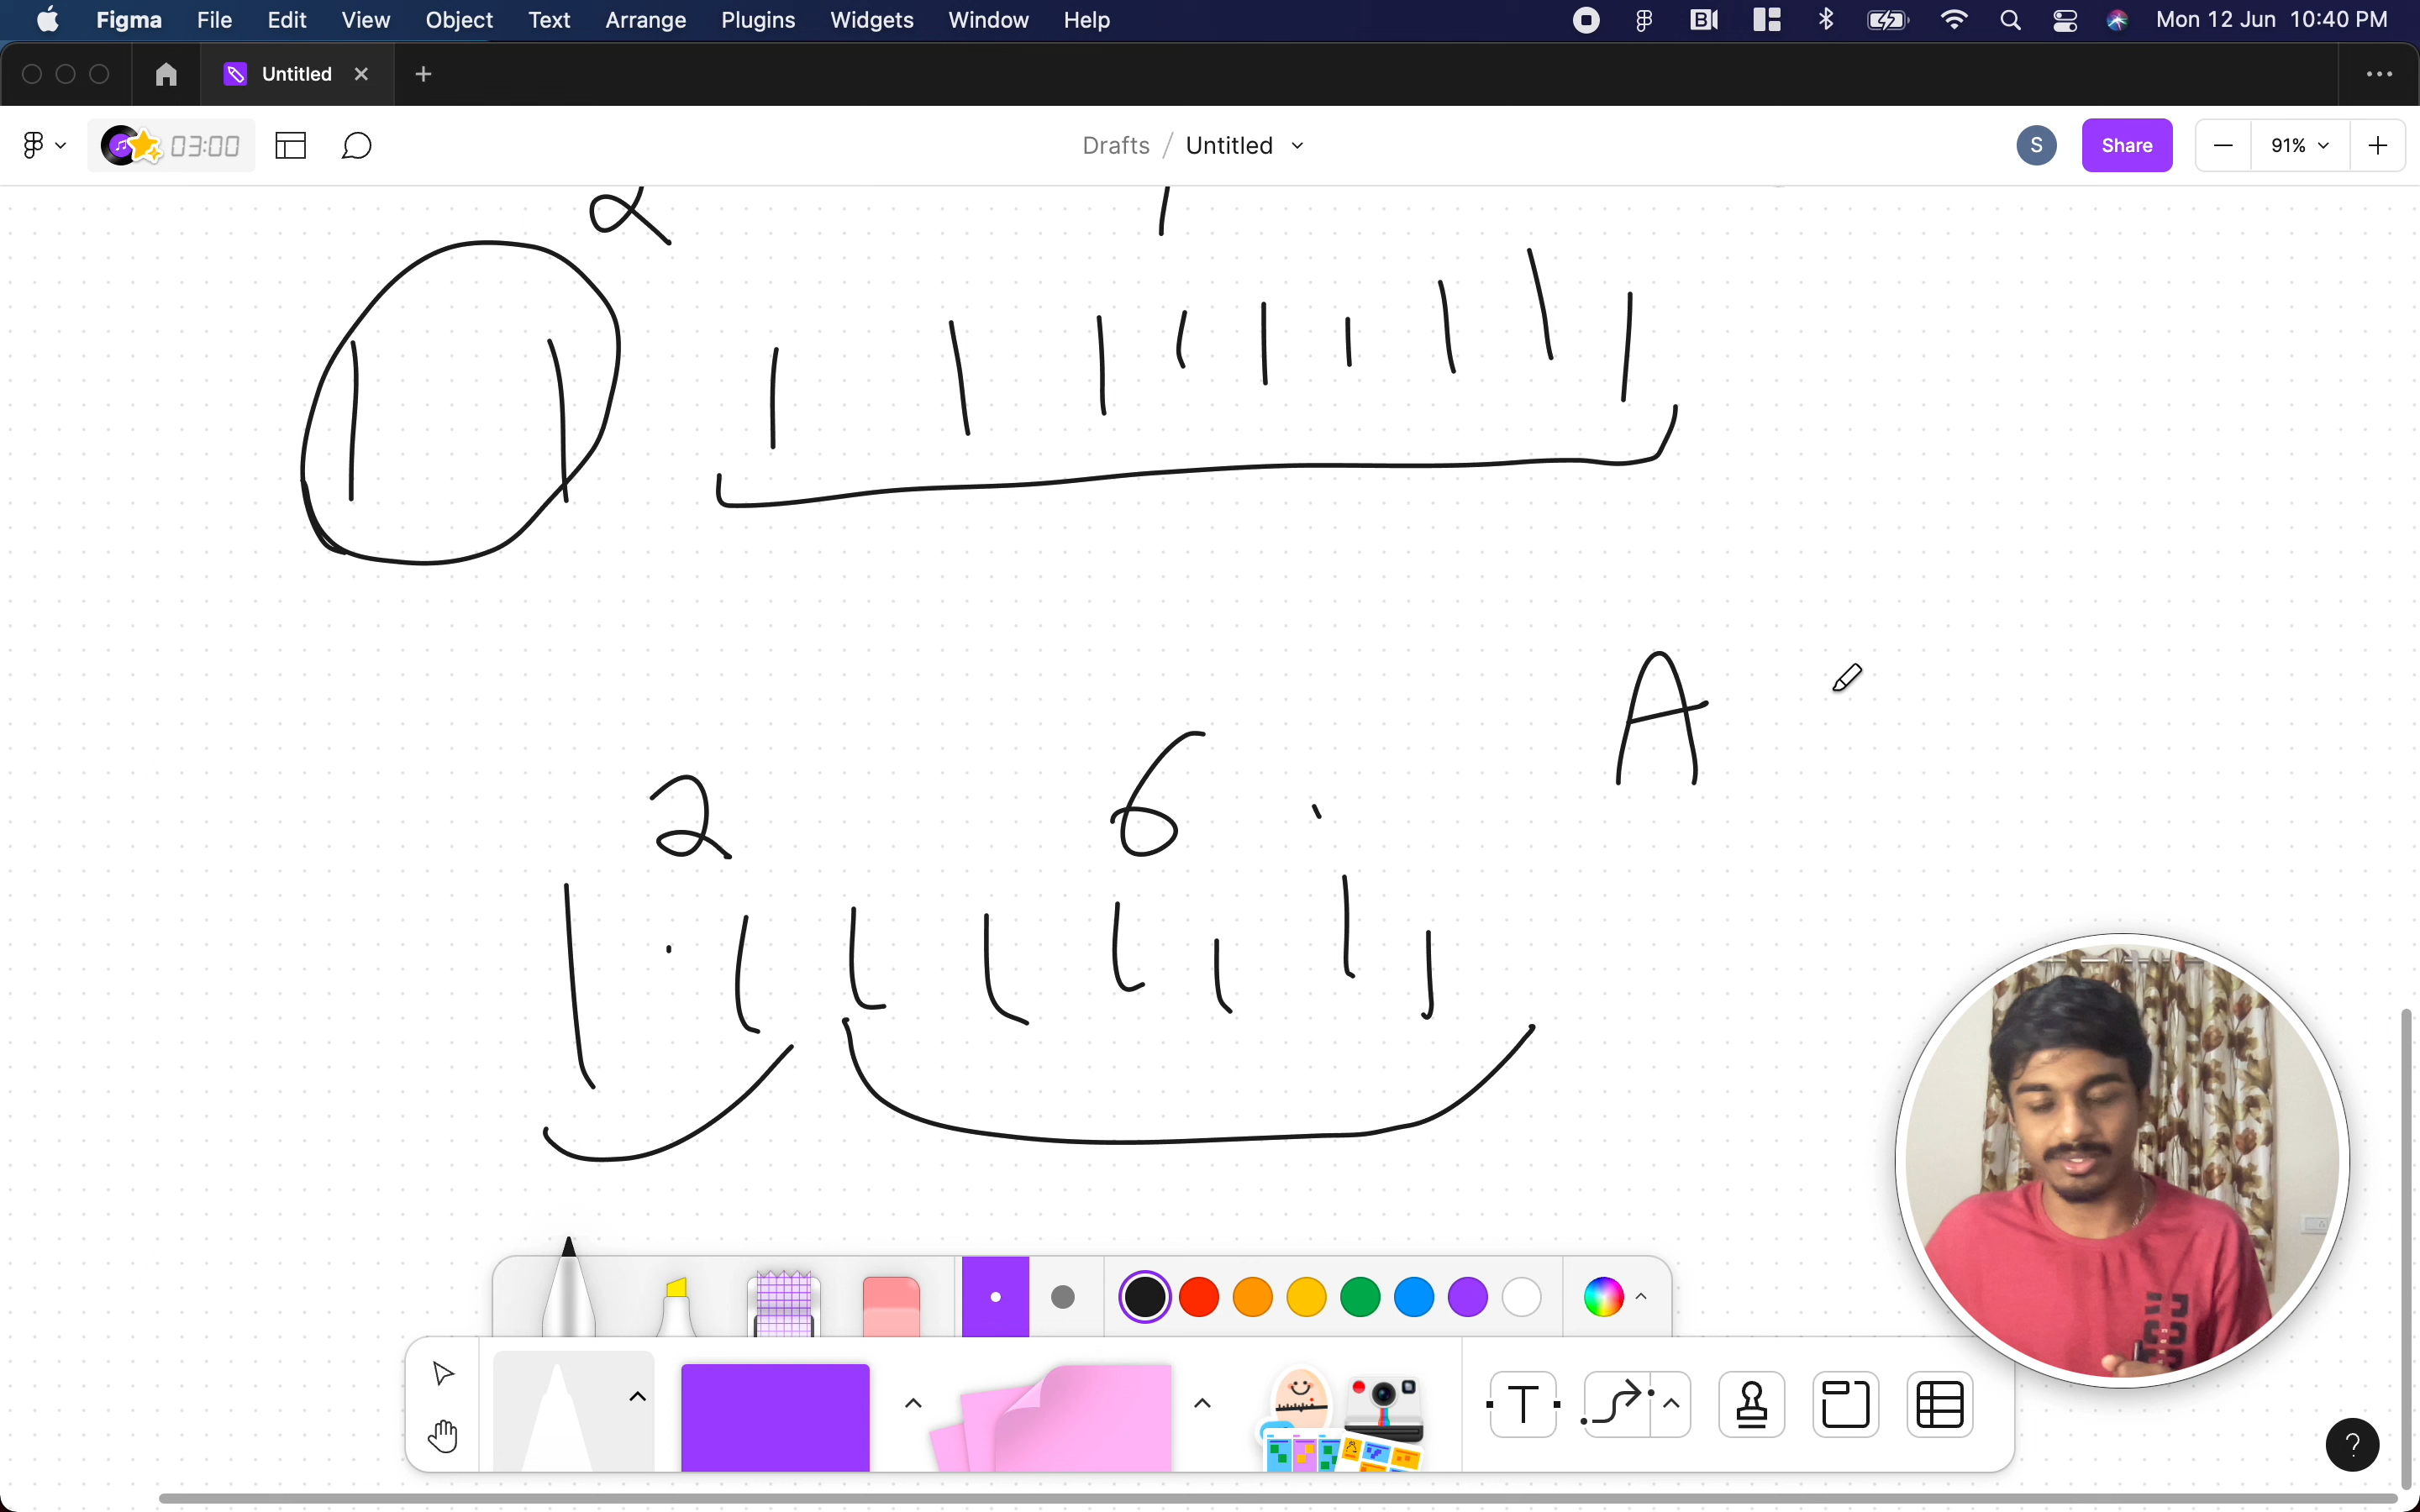 Figma File Edit View Object Text Arrange Plugins Widgets Window Help Mon 12 Jun 10:40 PM
Untitled
03:00 Drafts / Untitled S Share 91%
2
A
2 6
T
?